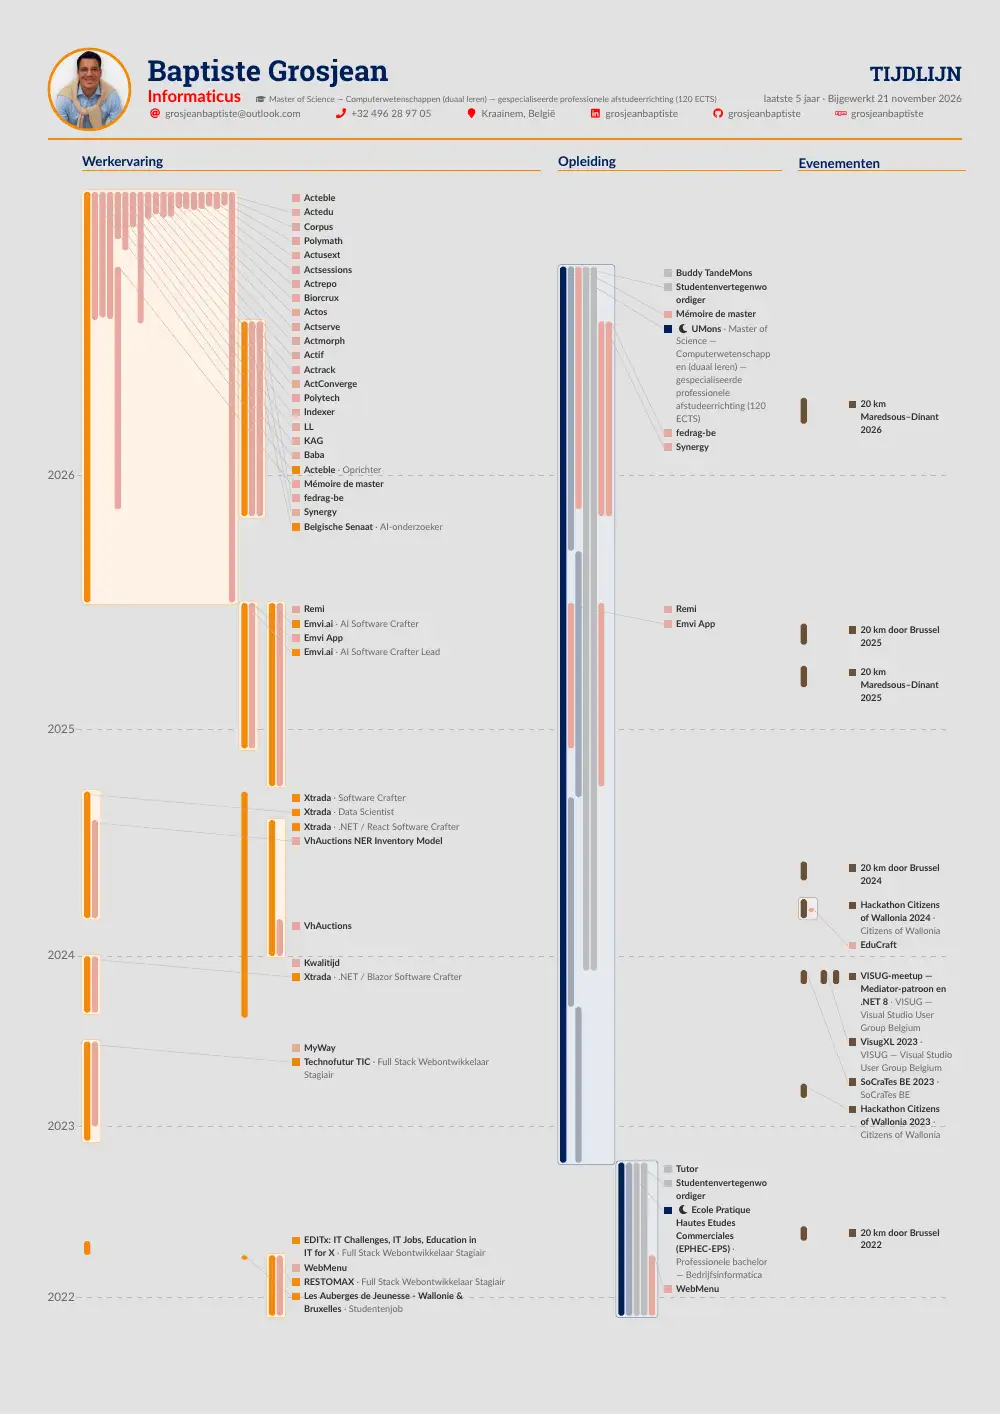 Baptiste Grosjean
TIJDLIJN
Informaticus
Master of Science — Computerwetenschappen (duaal leren) — gespecialiseerde professionele afstudeerrichting (120 ECTS)
laatste 5 jaar · Bijgewerkt 21 november 2026
grosjeanbaptiste@outlook.com
+32 496 28 97 05
Kraainem, België
grosjeanbaptiste
grosjeanbaptiste
grosjeanbaptiste
Werkervaring
Acteble
Actedu
Corpus
Polymath
Actusext
Actsessions
Actrepo
Biorcrux
Actos
Actserve
Actmorph
Actif
Actrack
ActConverge
Polytech
Indexer
LL
KAG
Baba
Acteble · Oprichter
Mémoire de master
fedrag-be
Synergy
Belgische Senaat · AI-onderzoeker
2026
Remi
Emvi.ai · AI Software Crafter
Emvi App
Emvi.ai · AI Software Crafter Lead
2025
Xtrada · Software Crafter
Xtrada · Data Scientist
Xtrada · .NET / React Software Crafter
VhAuctions NER Inventory Model
VhAuctions
2024
Kwalitijd
Xtrada · .NET / Blazor Software Crafter
MyWay
Technofutur TIC · Full Stack Webontwikkelaar
Stagiair
2023
EDITx: IT Challenges, IT Jobs, Education in
IT for X · Full Stack Webontwikkelaar Stagiair
WebMenu
RESTOMAX · Full Stack Webontwikkelaar Stagiair
Les Auberges de Jeunesse - Wallonie &
Bruxelles · Studentenjob
2022
Opleiding
Buddy TandeMons
Studentenvertegenwo
ordiger
Mémoire de master
UMons · Master of
Science —
Computerwetenschapp
en (duaal leren) —
gespecialiseerde
professionele
afstudeerrichting (120
ECTS)
fedrag-be
Synergy
Remi
Emvi App
Tutor
Studentenvertegenwo
ordiger
Ecole Pratique
Hautes Etudes
Commerciales
(EPHEC-EPS) ·
Professionele bachelor
— Bedrijfsinformatica
WebMenu
Evenementen
20 km
Maredsous–Dinant
2026
20 km door Brussel
2025
20 km
Maredsous–Dinant
2025
20 km door Brussel
2024
Hackathon Citizens
of Wallonia 2024 ·
Citizens of Wallonia
EduCraft
VISUG-meetup —
Mediator-patroon en
.NET 8 · VISUG —
Visual Studio User
Group Belgium
VisugXL 2023 ·
VISUG — Visual Studio
User Group Belgium
SoCraTes BE 2023 ·
SoCraTes BE
Hackathon Citizens
of Wallonia 2023 ·
Citizens of Wallonia
20 km door Brussel
2022